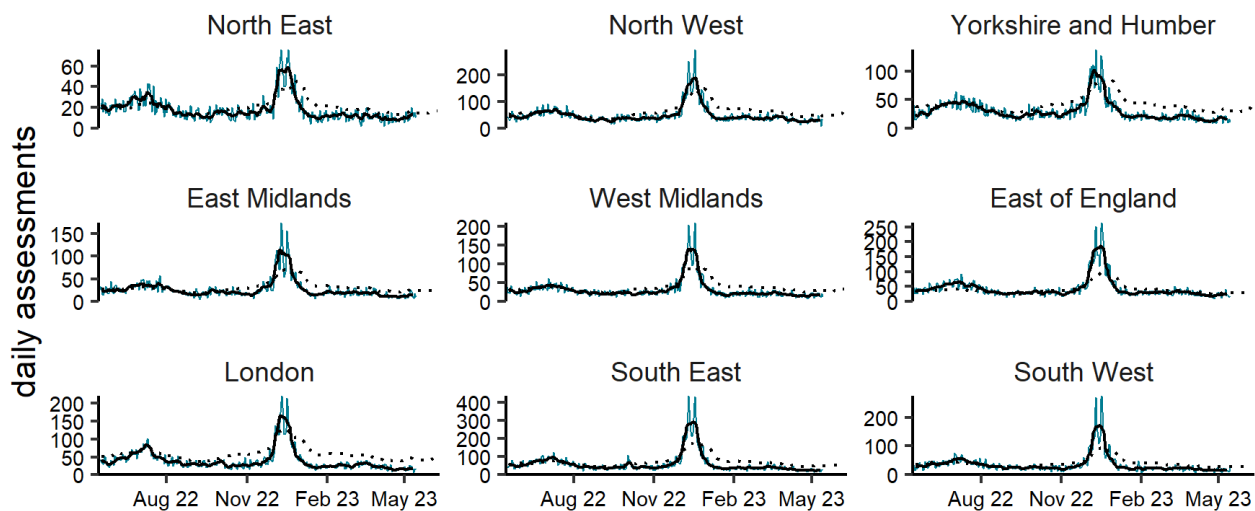 North East
North West
Yorkshire and Humber
60
40
20
0
200
100
0
100
50
0
daily assessments
East Midlands
West Midlands
East of England
150
100
50
0
200
150
100
50
0
250
200
150
100
50
0
London
South East
South West
200
150
100
50
0
400
300
200
100
0
200
100
0
Aug 22 Nov 22 Feb 23 May 23
Aug 22 Nov 22 Feb 23 May 23
Aug 22 Nov 22 Feb 23 May 23